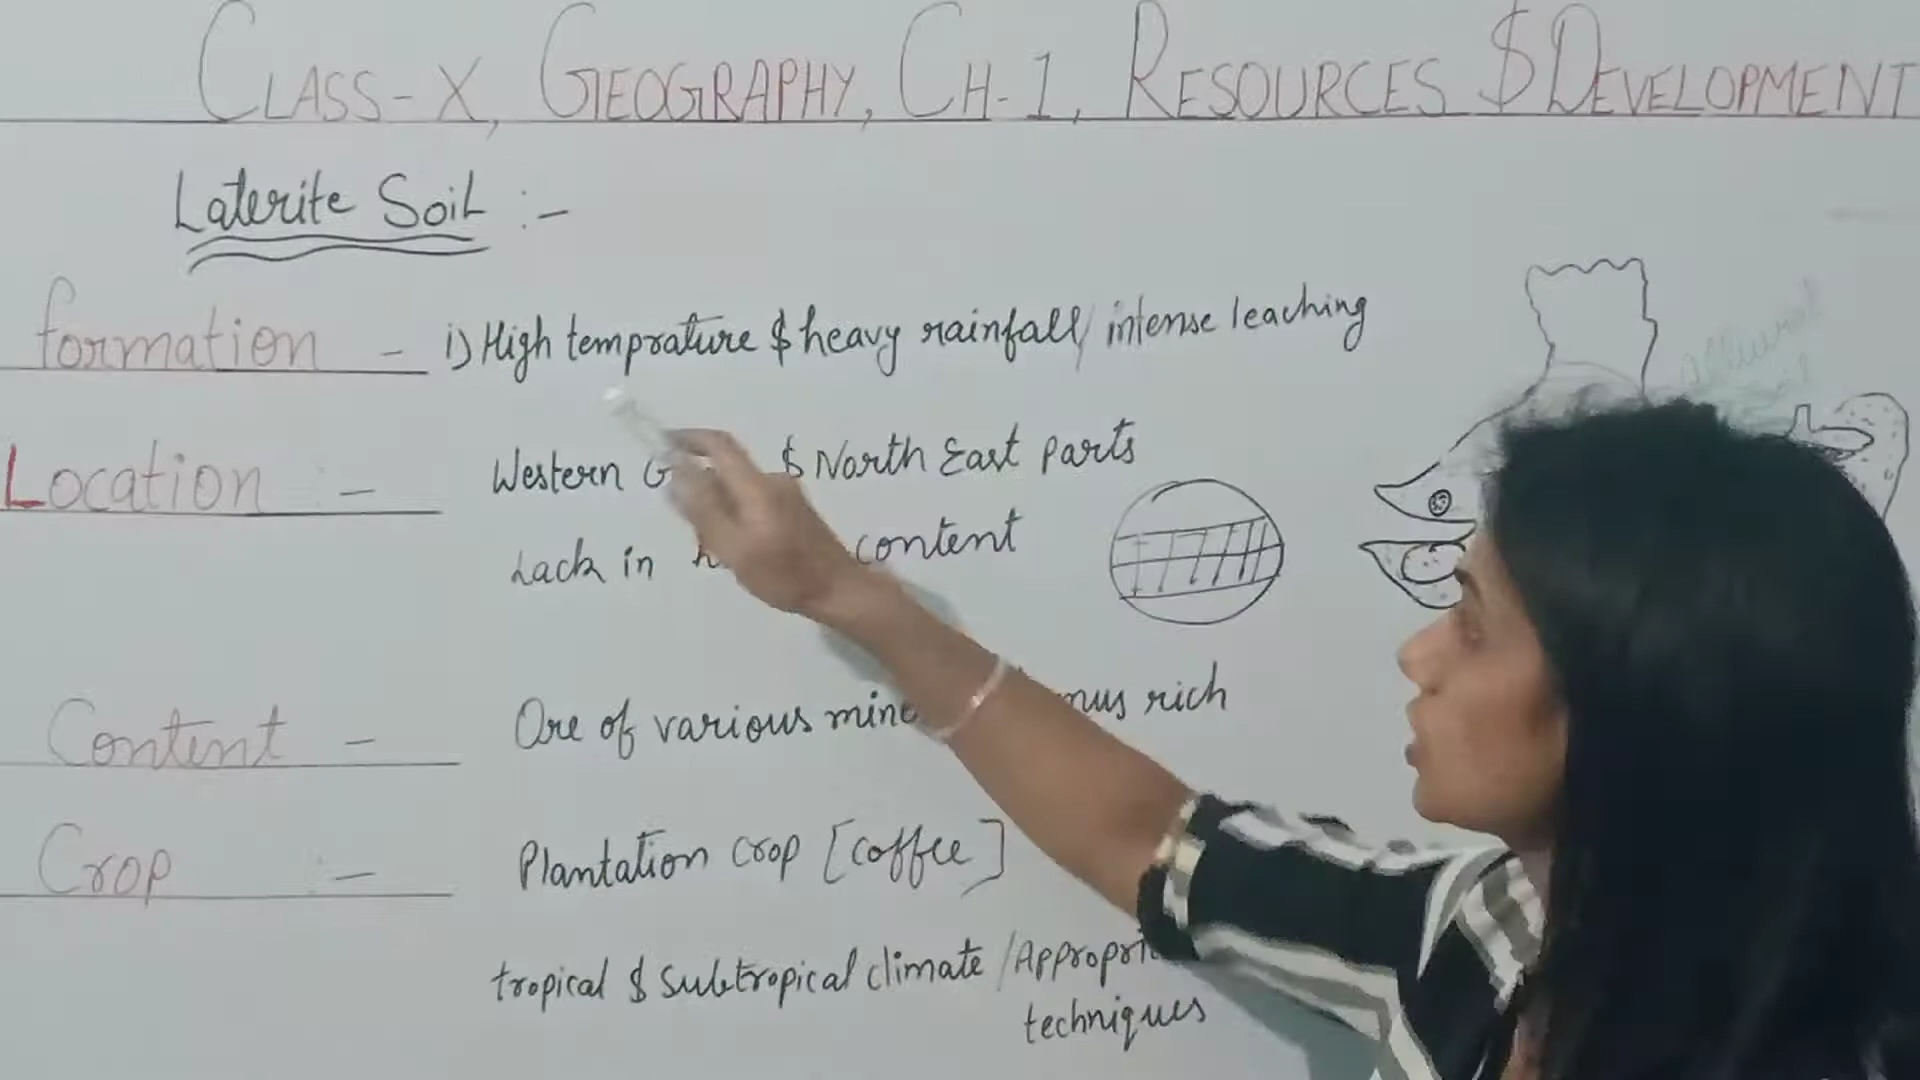 CLASS-X, GEOGRAPHY, CH-1, RESOURCES $ DEVELOPMENT
Laterite Soil :-
formation - i) High temprature $ heavy rainfall/ intense leaching
Location :- Western $ North East parts
Lack in content
Content - Ore of various rich
Crop :- Plantation crop [coffee]
tropical $ subtropical climate /
techniques